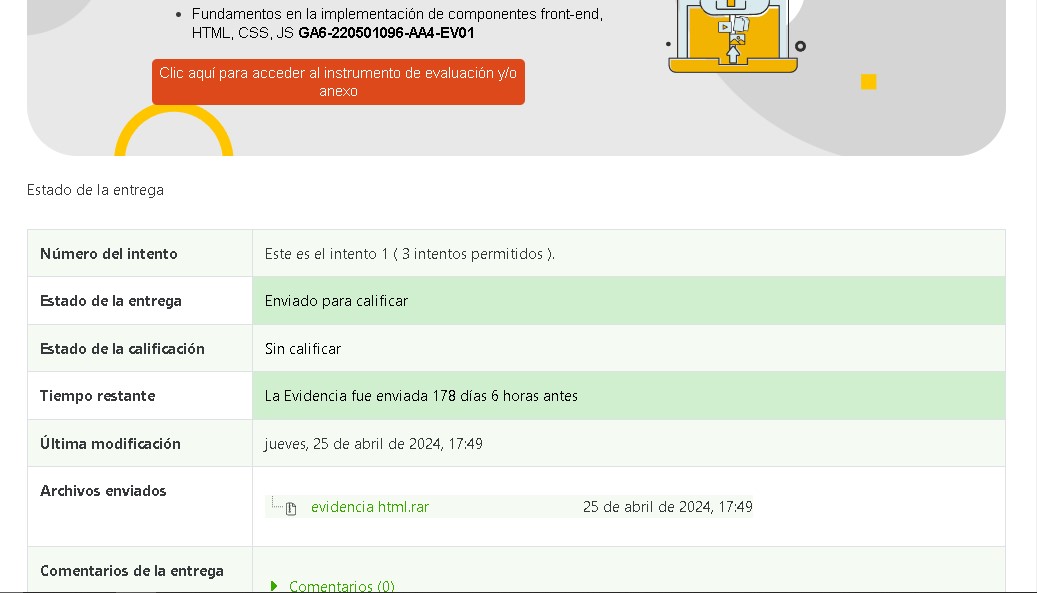 Fundamentos en la implementación de componentes front-end,
HTML, CSS, JS GA6-220501096-AA4-EV01
Clic aquí para acceder al instrumento de evaluación y/o
anexo
Estado de la entrega
Número del intento Este es el intento 1 ( 3 intentos permitidos ).
Estado de la entrega Enviado para calificar
Estado de la calificación Sin calificar
Tiempo restante La Evidencia fue enviada 178 días 6 horas antes
Última modificación jueves, 25 de abril de 2024, 17:49
Archivos enviados
evidencia html.rar 25 de abril de 2024, 17:49
Comentarios de la entrega
Comentarios (0)